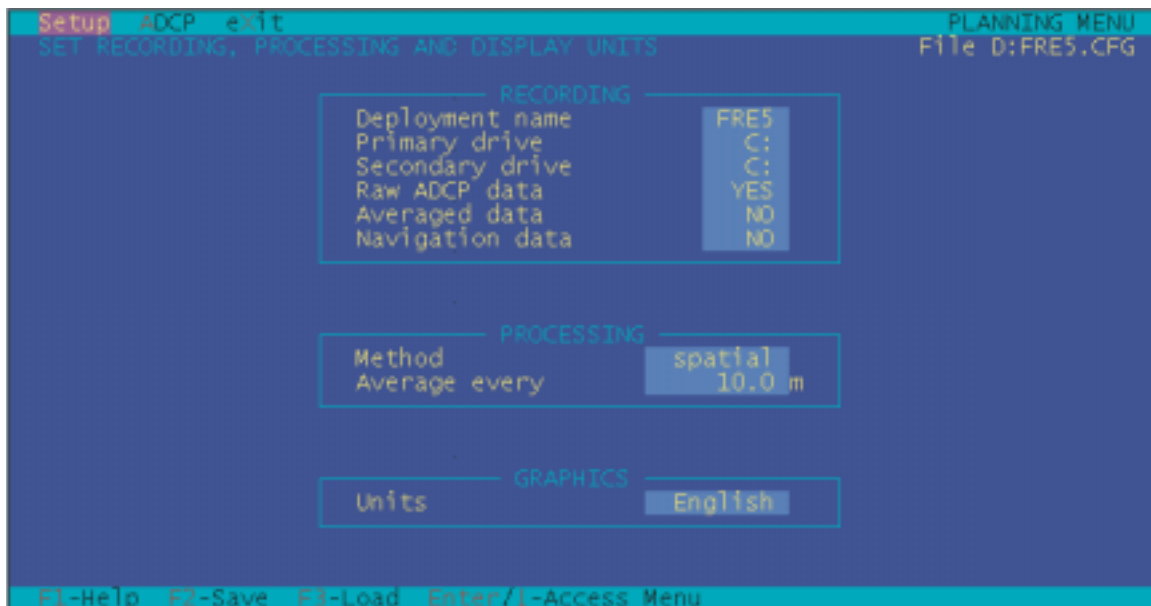 Setup ADCP eXit PLANNING MENU
SET RECORDING, PROCESSING AND DISPLAY UNITS File D:FRE5.CFG
RECORDING
Deployment name FRE5
Primary drive C:
Secondary drive C:
Raw ADCP data YES
Averaged data NO
Navigation data NO
PROCESSING
Method spatial
Average every 10.0 m
GRAPHICS
Units English
F1-Help F2-Save F3-Load Enter/↓-Access Menu